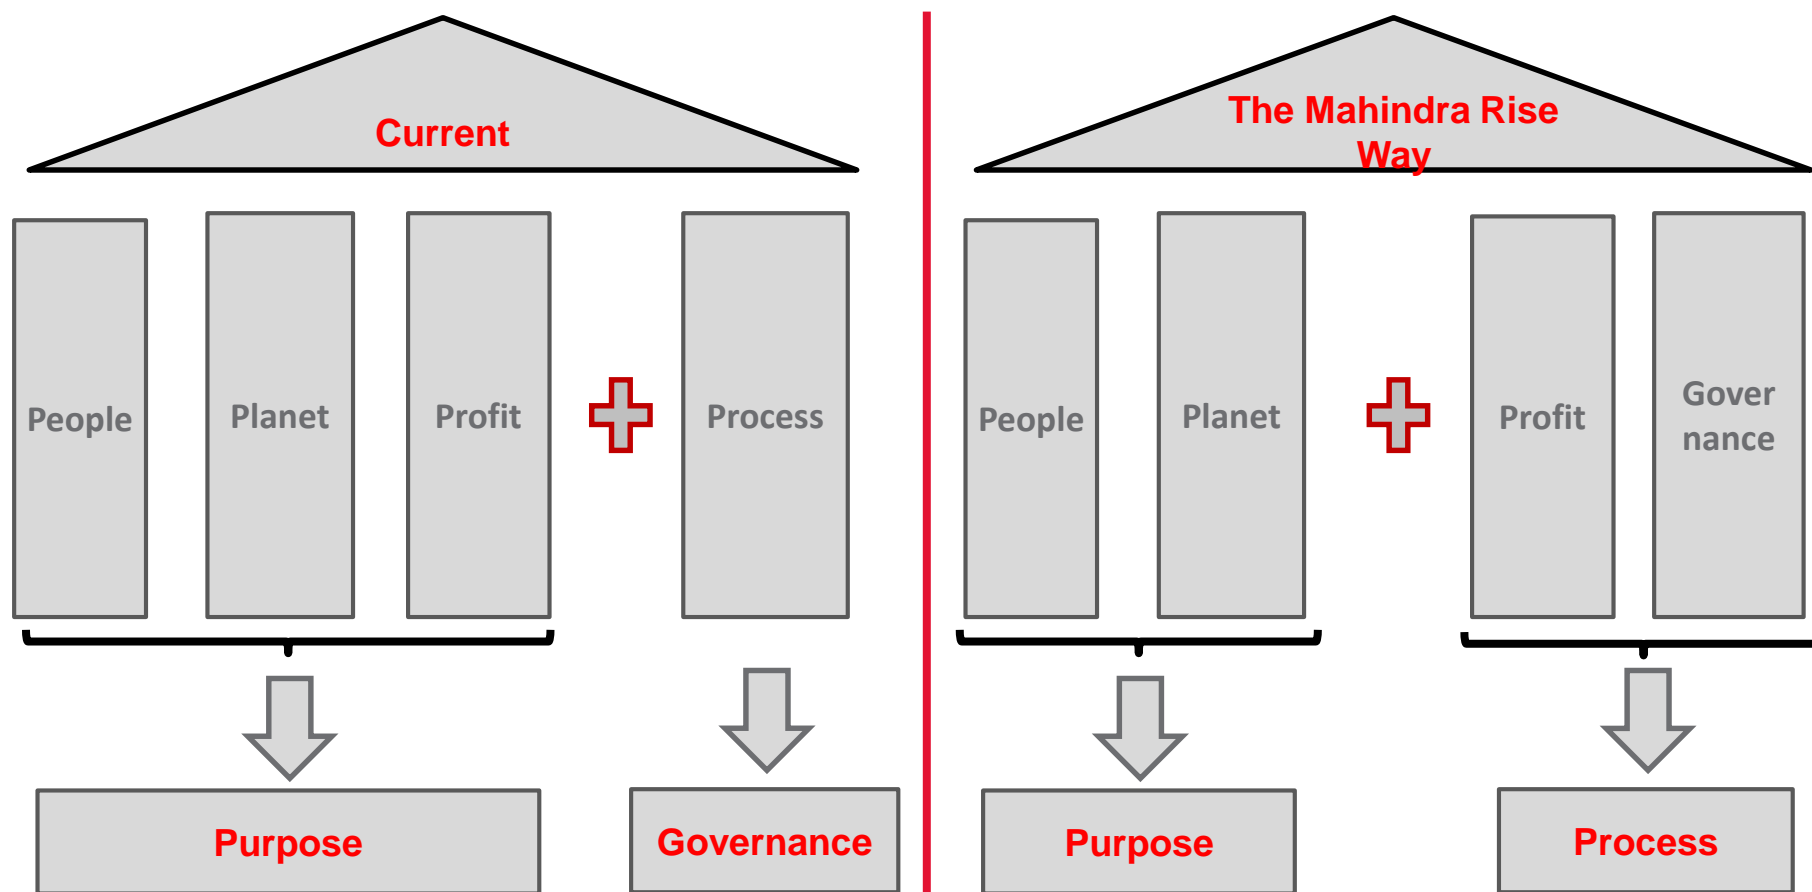 Current
People
Planet
Profit
Process
Purpose
Governance
The Mahindra Rise
Way
People
Planet
Profit
Gover
nance
Purpose
Process